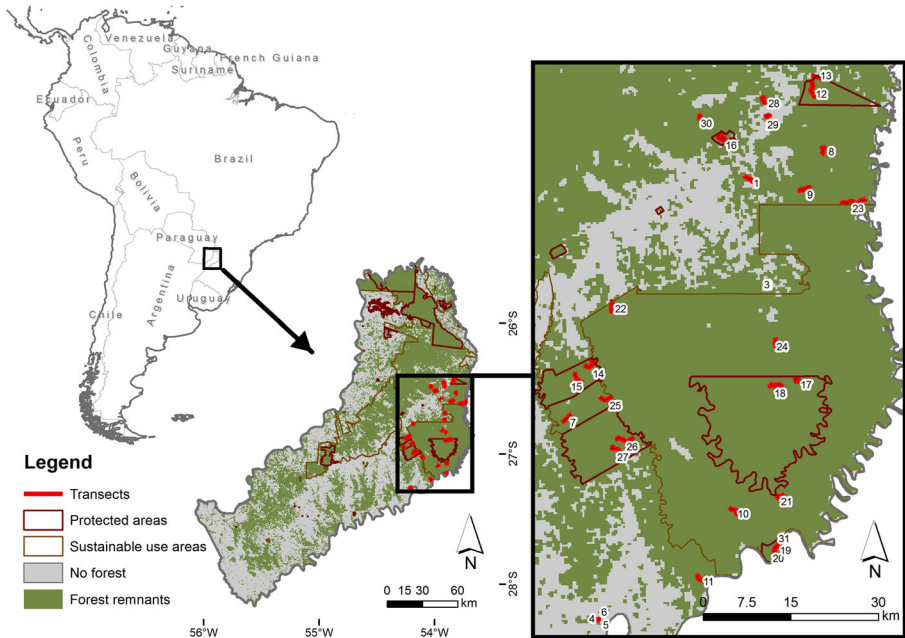 Venezuela
Guyana
French Guiana
Suriname
Colombia
Ecuador
Peru
Brazil
Bolivia
Paraguay
Argentina
Uruguay
Chile
Legend
Transects
Protected areas
Sustainable use areas
No forest
Forest remnants
56°W
55°W
54°W
26°S
27°S
28°S
N
0 15 30 60
km
13
12
28
29
30
16
8
1
9
23
3
22
24
14
15
17
18
25
7
26
27
21
10
31
19
20
11
6
4
5
N
0 7.5 15 30
km